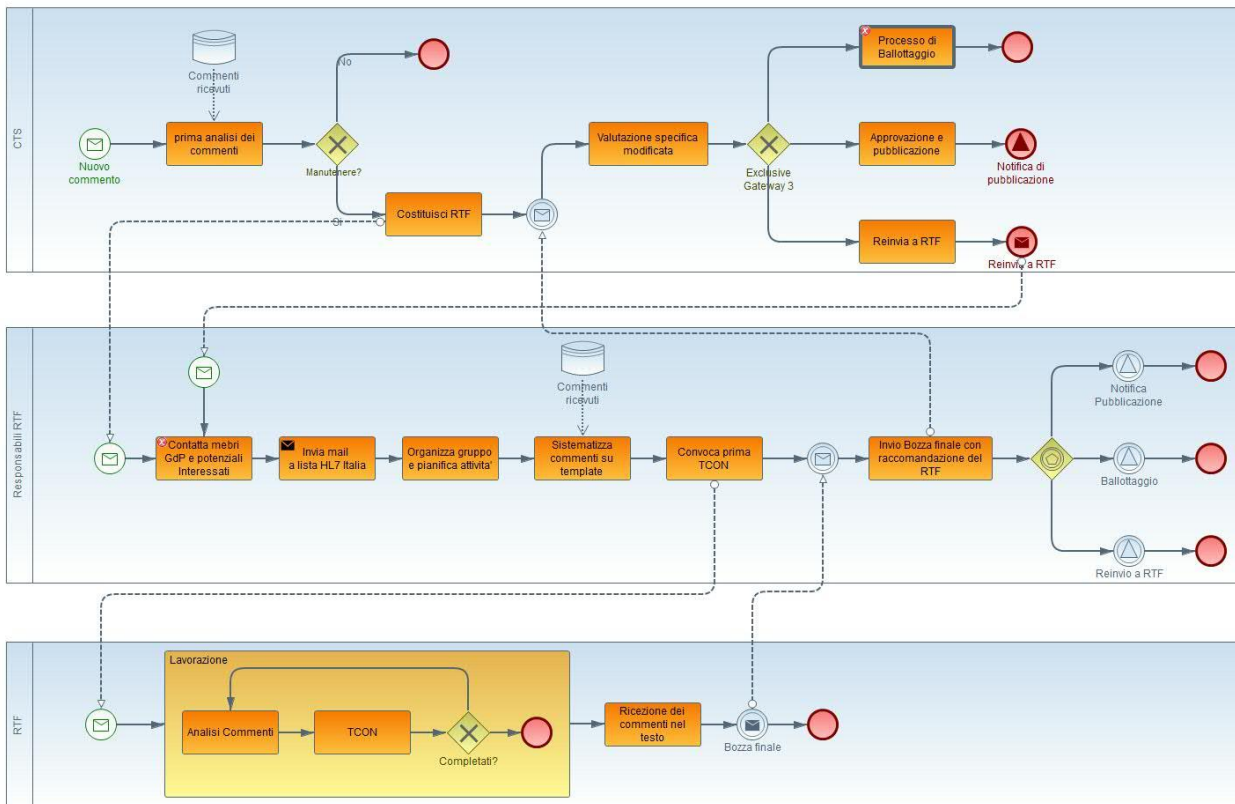 CTS
Commenti
ricevuti
Nuovo
commento
prima analisi dei
commenti
No
Manutenere?
Si
Costituisci RTF
Valutazione specifica
modificata
Exclusive
Gateway 3
Processo di
Ballottaggio
Approvazione e
pubblicazione
Notifica di
pubblicazione
Reinvia a RTF
Reinvia a RTF
Responsabili RTF
Contatta mebri
GdP e potenziali
Interessati
Invia mail
a lista HL7 Italia
Organizza gruppo
e pianifica attivita'
Commenti
ricevuti
Sistematizza
commenti su
template
Convoca prima
TCON
Invio Bozza finale con
raccomandazione del
RTF
Notifica
Pubblicazione
Ballottaggio
Reinvio a RTF
RTF
Lavorazione
Analisi Commenti
TCON
Completati?
Ricezione dei
commenti nel
testo
Bozza finale